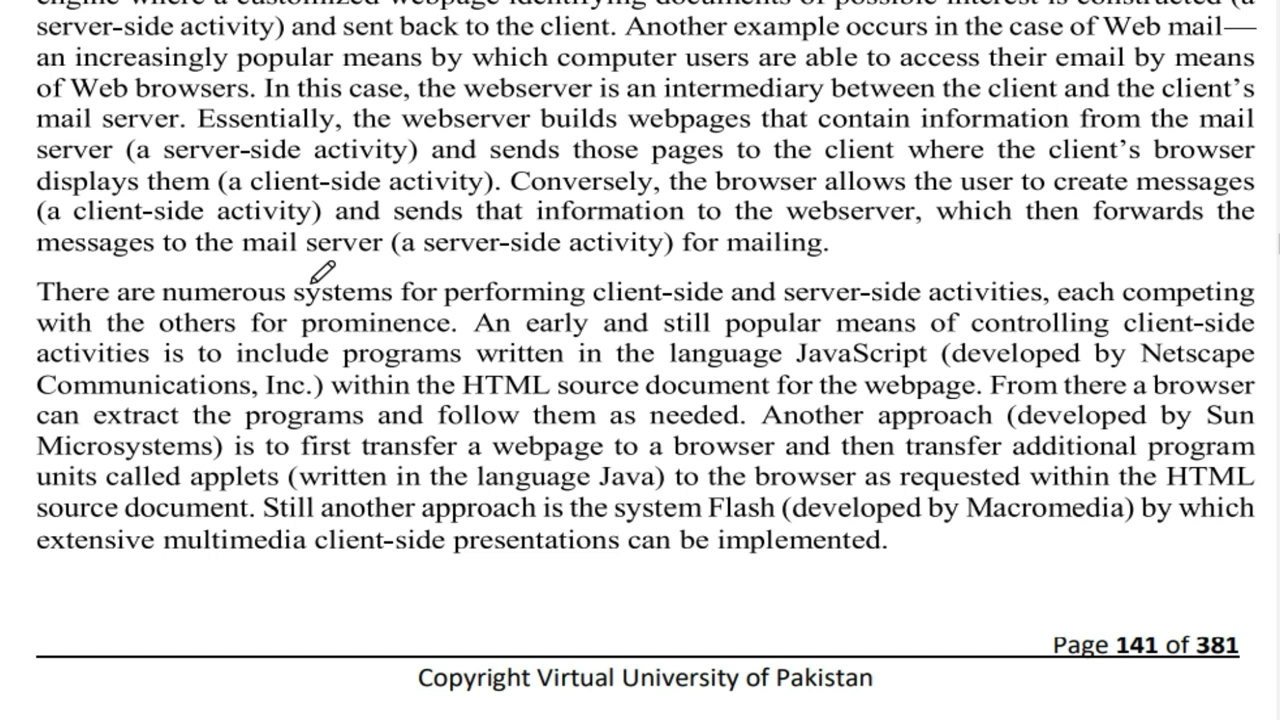 engine where a customized webpage identifying documents of possible interest is constructed (a
server-side activity) and sent back to the client. Another example occurs in the case of Web mail—
an increasingly popular means by which computer users are able to access their email by means
of Web browsers. In this case, the webserver is an intermediary between the client and the client’s
mail server. Essentially, the webserver builds webpages that contain information from the mail
server (a server-side activity) and sends those pages to the client where the client’s browser
displays them (a client-side activity). Conversely, the browser allows the user to create messages
(a client-side activity) and sends that information to the webserver, which then forwards the
messages to the mail server (a server-side activity) for mailing.
There are numerous systems for performing client-side and server-side activities, each competing
with the others for prominence. An early and still popular means of controlling client-side
activities is to include programs written in the language JavaScript (developed by Netscape
Communications, Inc.) within the HTML source document for the webpage. From there a browser
can extract the programs and follow them as needed. Another approach (developed by Sun
Microsystems) is to first transfer a webpage to a browser and then transfer additional program
units called applets (written in the language Java) to the browser as requested within the HTML
source document. Still another approach is the system Flash (developed by Macromedia) by which
extensive multimedia client-side presentations can be implemented.
Page 141 of 381
Copyright Virtual University of Pakistan